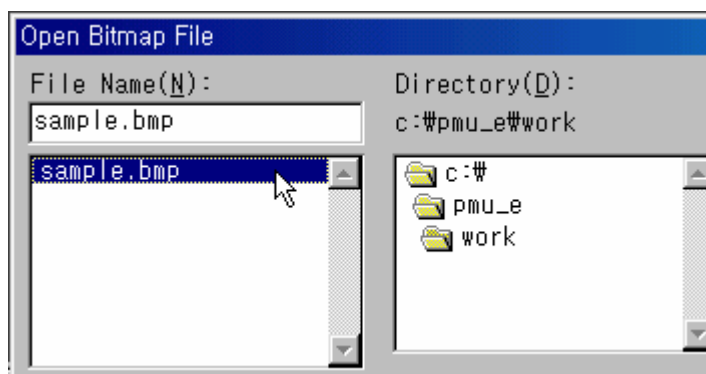 Open Bitmap File
File Name(N):
sample.bmp
sample.bmp
Directory(D):
c:₩pmu_e₩work
c:₩
pmu_e
work